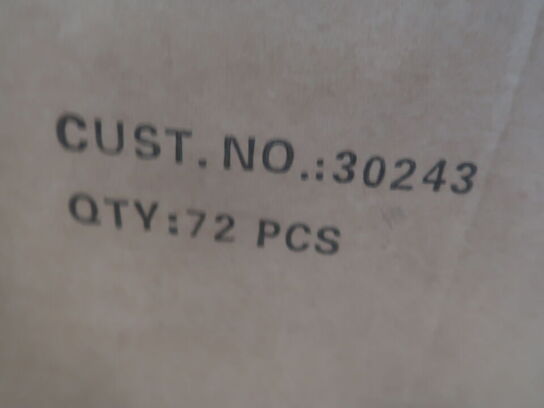 CUST. NO.:30243
QTY:72 PCS